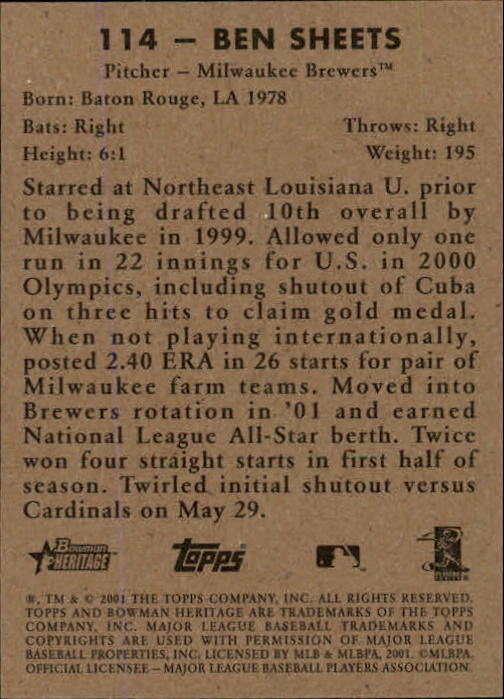 114 – BEN SHEETS
Pitcher – Milwaukee Brewers™
Born: Baton Rouge, LA 1978
Bats: Right Throws: Right
Height: 6:1 Weight: 195
Starred at Northeast Louisiana U. prior
to being drafted 10th overall by
Milwaukee in 1999. Allowed only one
run in 22 innings for U.S. in 2000
Olympics, including shutout of Cuba
on three hits to claim gold medal.
When not playing internationally,
posted 2.40 ERA in 26 starts for pair of
Milwaukee farm teams. Moved into
Brewers rotation in '01 and earned
National League All-Star berth. Twice
won four straight starts in first half of
season. Twirled initial shutout versus
Cardinals on May 29.
Bowman
HERITAGE topps
®, TM & © 2001 THE TOPPS COMPANY, INC. ALL RIGHTS RESERVED.
TOPPS AND BOWMAN HERITAGE ARE TRADEMARKS OF THE TOPPS
COMPANY, INC. MAJOR LEAGUE BASEBALL TRADEMARKS AND
COPYRIGHTS ARE USED WITH PERMISSION OF MAJOR LEAGUE
BASEBALL PROPERTIES, INC. LICENSED BY MLB & MLBPA, 2001. ©MLBPA.
OFFICIAL LICENSEE – MAJOR LEAGUE BASEBALL PLAYERS ASSOCIATION.